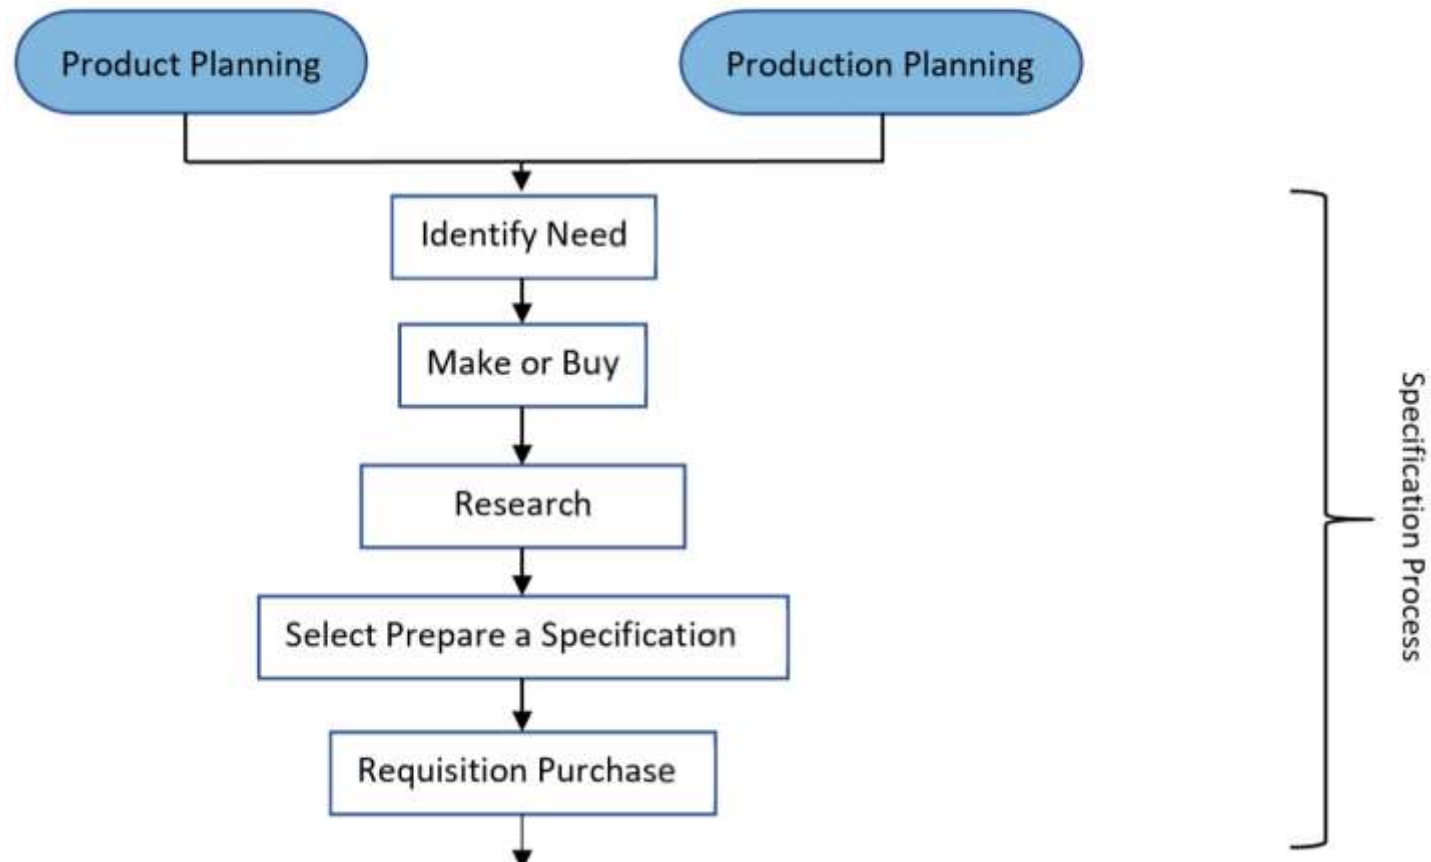 Product Planning
Production Planning
Identify Need
Make or Buy
Research
Select Prepare a Specification
Requisition Purchase
Specification Process